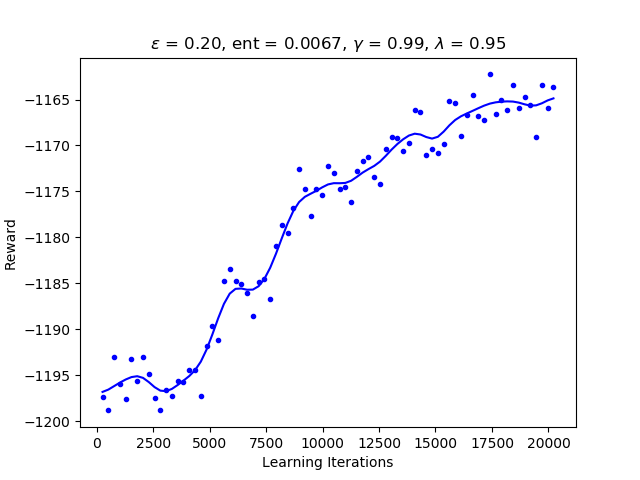 ε = 0.20, ent = 0.0067, γ = 0.99, λ = 0.95
−1165
−1170
−1175
−1180
−1185
−1190
−1195
−1200
Reward
0 2500 5000 7500 10000 12500 15000 17500 20000
Learning Iterations